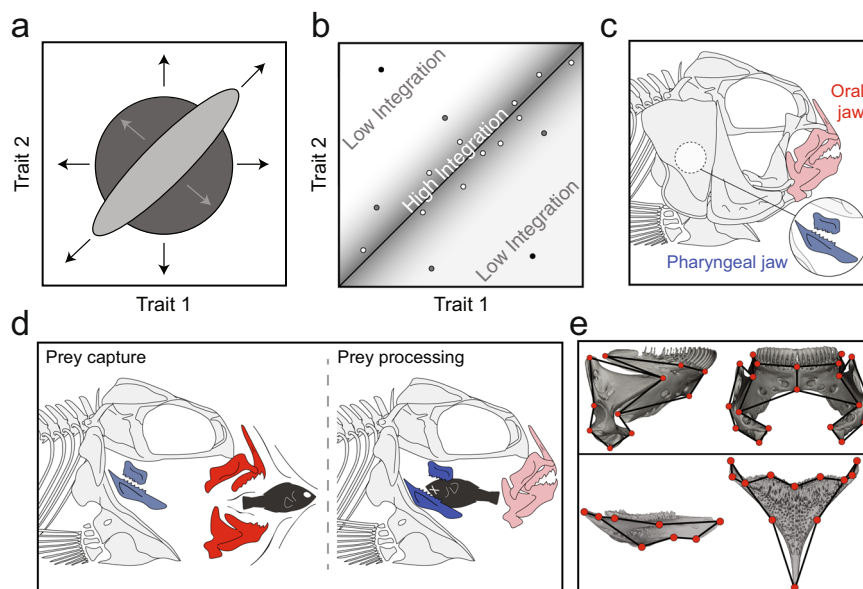 a
Trait 2
Trait 1
b
Trait 2
Low Integration
High Integration
Low Integration
Trait 1
c
Oral
jaw
Pharyngeal jaw
d
Prey capture
Prey processing
e